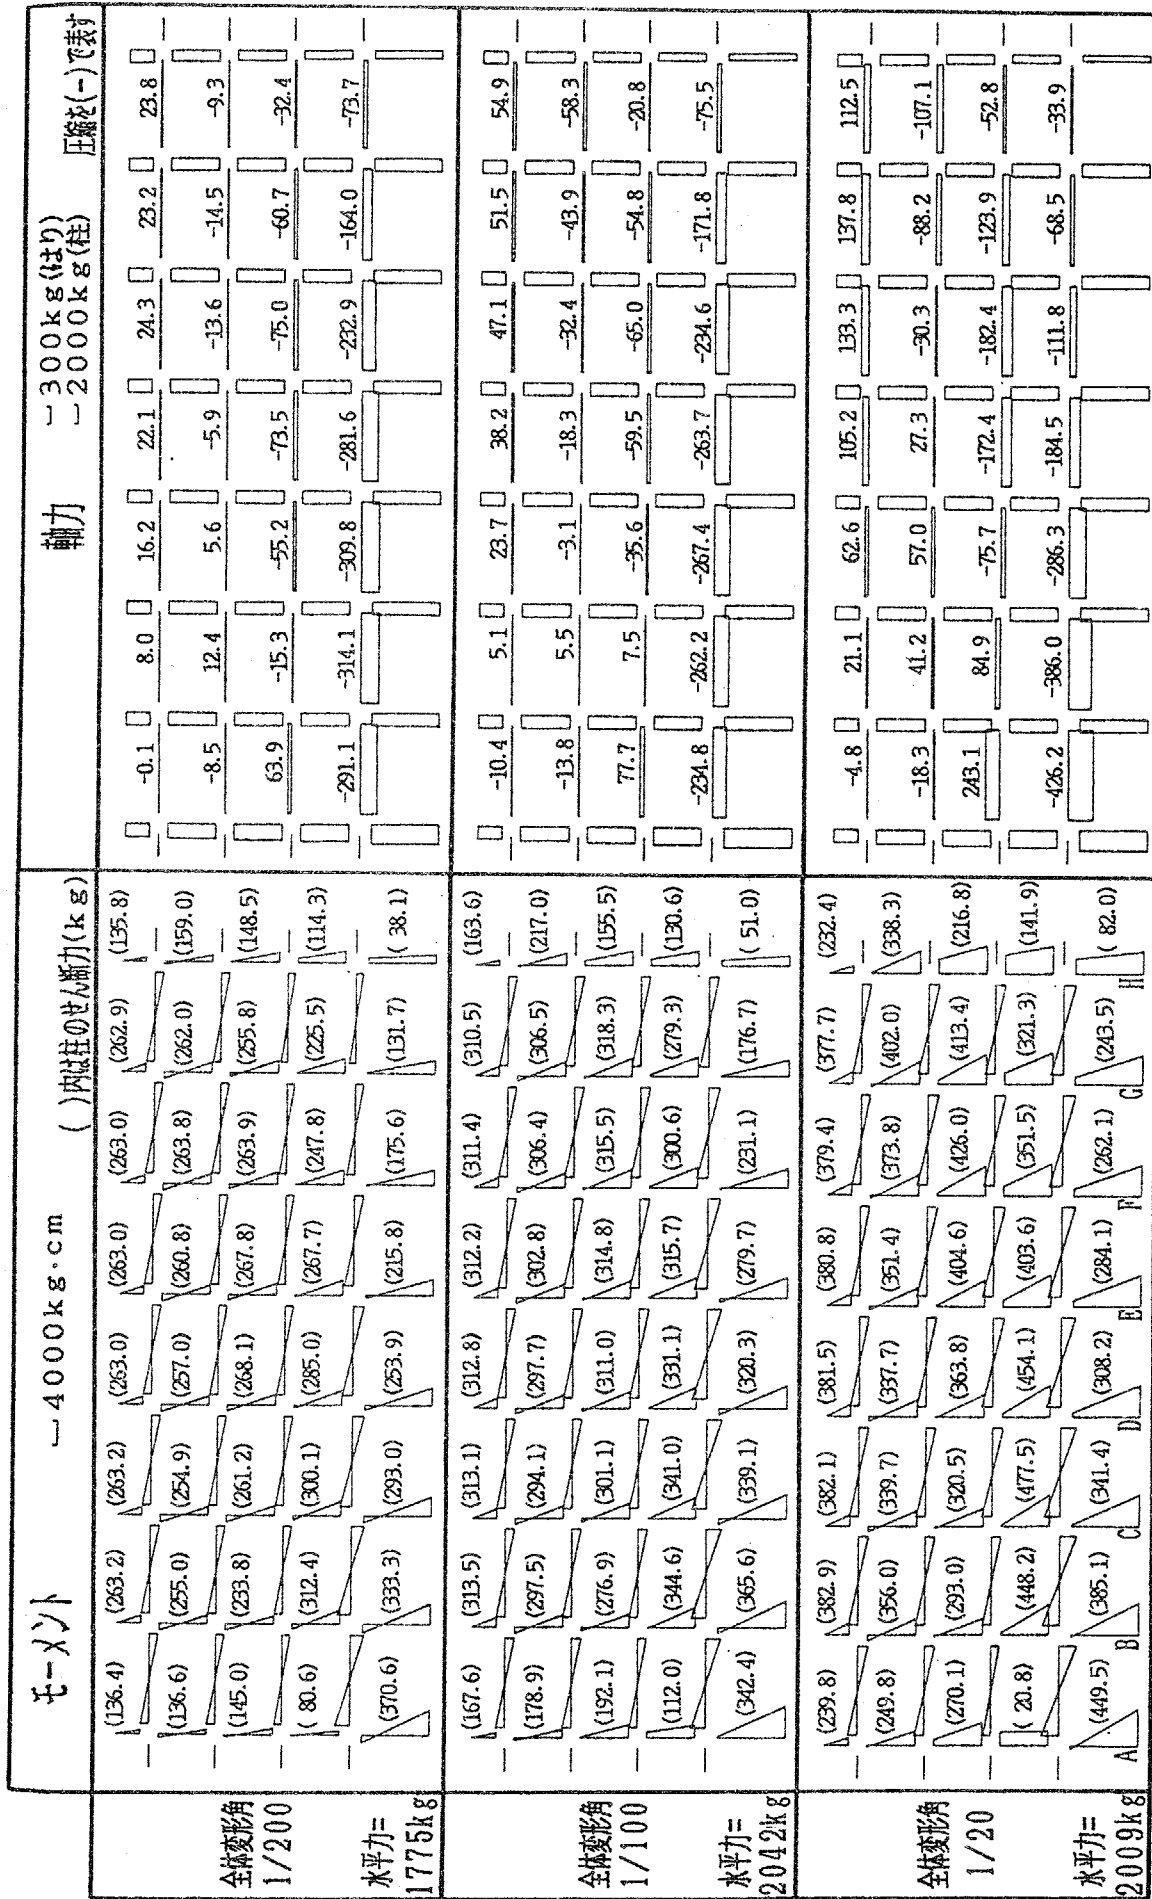 モーメント ー4000kg·cm ( )内は柱のせん断力(kg)
軸力 ー300kg(はり) 圧縮を(-)で表す
ー2000kg(柱)
全体変形角
1/200
水平力=
1775kg
(136.4) (263.2) (263.2) (263.0) (263.0) (263.0) (262.9) (135.8)
(136.6) (255.0) (254.9) (257.0) (260.8) (263.8) (262.0) (159.0)
(145.0) (233.8) (261.2) (268.1) (267.8) (263.9) (255.8) (148.5)
( 80.6) (312.4) (300.1) (285.0) (267.7) (247.8) (225.5) (114.3)
(370.6) (333.3) (293.0) (253.9) (215.8) (175.6) (131.7) ( 38.1)
-0.1 8.0 16.2 22.1 24.3 23.2 23.8
-8.5 12.4 5.6 -5.9 -13.6 -14.5 -9.3
63.9 -15.3 -55.2 -73.5 -75.0 -60.7 -32.4
-291.1 -314.1 -309.8 -281.6 -232.9 -164.0 -73.7
全体変形角
1/100
水平力=
2042kg
(167.6) (313.5) (313.1) (312.8) (312.2) (311.4) (310.5) (163.6)
(178.9) (297.5) (294.1) (297.7) (302.8) (306.4) (306.5) (217.0)
(192.1) (276.9) (301.1) (311.0) (314.8) (315.5) (318.3) (155.5)
(112.0) (344.6) (341.0) (331.1) (315.7) (300.6) (279.3) (130.6)
(342.4) (365.6) (339.1) (320.3) (279.7) (231.1) (176.7) ( 51.0)
-10.4 5.1 23.7 38.2 47.1 51.5 54.9
-13.8 5.5 -3.1 -18.3 -32.4 -43.9 -58.3
77.7 7.5 -35.6 -59.5 -65.0 -54.8 -20.8
-234.8 -262.2 -267.4 -263.7 -234.6 -171.8 -75.5
全体変形角
1/20
水平力=
2009kg
(239.8) (382.9) (382.1) (381.5) (380.8) (379.4) (377.7) (232.4)
(249.8) (356.0) (339.7) (337.7) (351.4) (373.8) (402.0) (338.3)
(270.1) (293.0) (320.5) (363.8) (404.6) (426.0) (413.4) (216.8)
( 20.8) (448.2) (477.5) (454.1) (403.6) (351.5) (321.3) (141.9)
(449.5) (385.1) (341.4) (308.2) (284.1) (262.1) (243.5) ( 82.0)
A B C D E F G H
-4.8 21.1 62.6 105.2 133.3 137.8 112.5
-18.3 41.2 57.0 27.3 -30.3 -88.2 -107.1
243.1 84.9 -75.7 -172.4 -182.4 -123.9 -52.8
-426.2 -386.0 -286.3 -184.5 -111.8 -68.5 -33.9